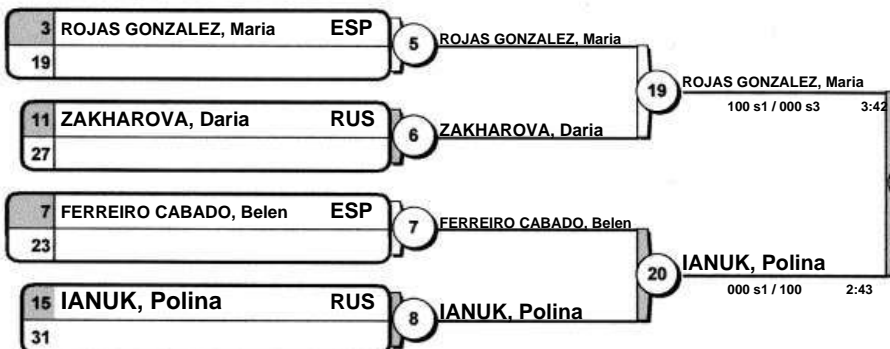 3 ROJAS GONZALEZ, Maria ESP
19
5
ROJAS GONZALEZ, Maria
11 ZAKHAROVA, Daria RUS
27
6
ZAKHAROVA, Daria
19
ROJAS GONZALEZ, Maria
100 s1 / 000 s3 3:42
7 FERREIRO CABADO, Belen ESP
23
7
FERREIRO CABADO, Belen
15 IANUK, Polina RUS
31
8
IANUK, Polina
20
IANUK, Polina
000 s1 / 100 2:43